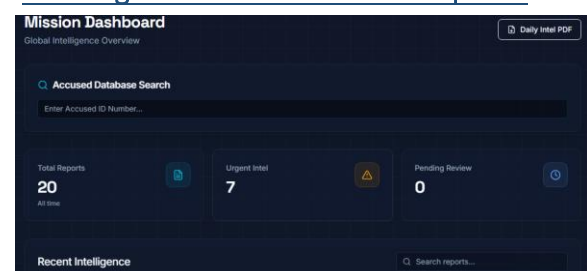 Mission Dashboard
Global Intelligence Overview
Daily Intel PDF
Accused Database Search
Enter Accused ID Number...
Total Reports
20
All time
Urgent Intel
7
Pending Review
0
Recent Intelligence
Search reports...